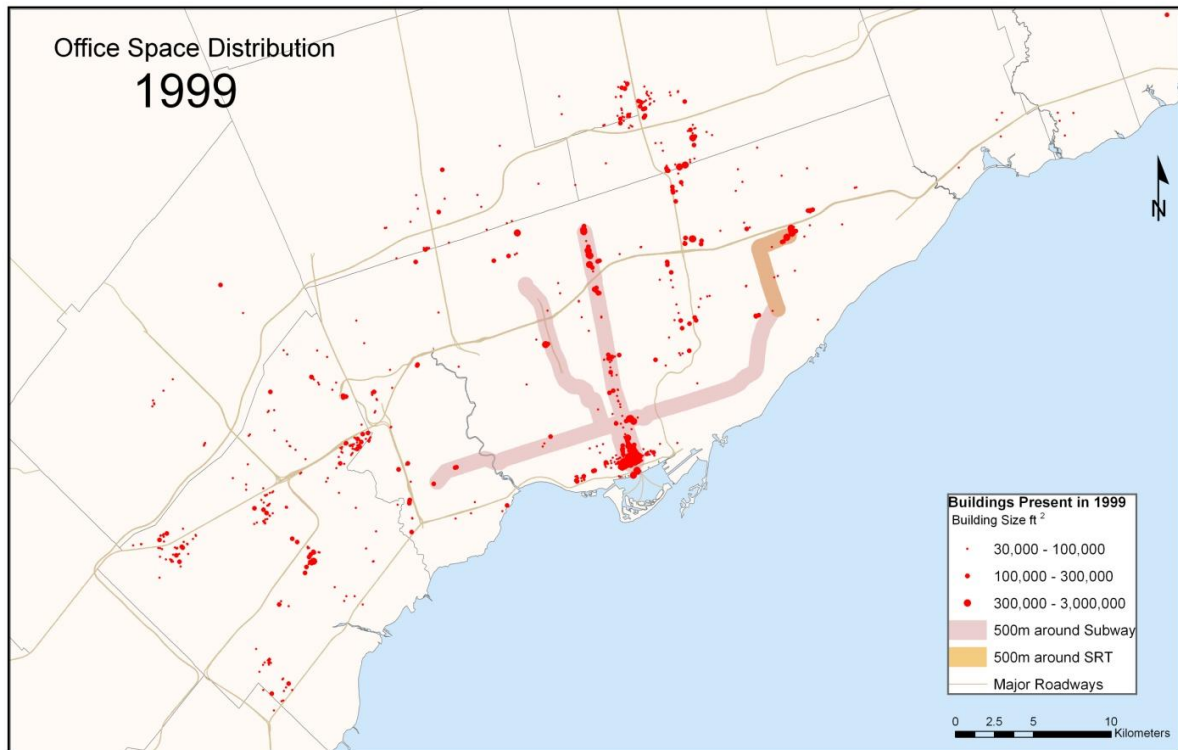 Office Space Distribution
1999
N
Buildings Present in 1999
Building Size ft 2
30,000 - 100,000
100,000 - 300,000
300,000 - 3,000,000
500m around Subway
500m around SRT
Major Roadways
0 2.5 5 10
Kilometers